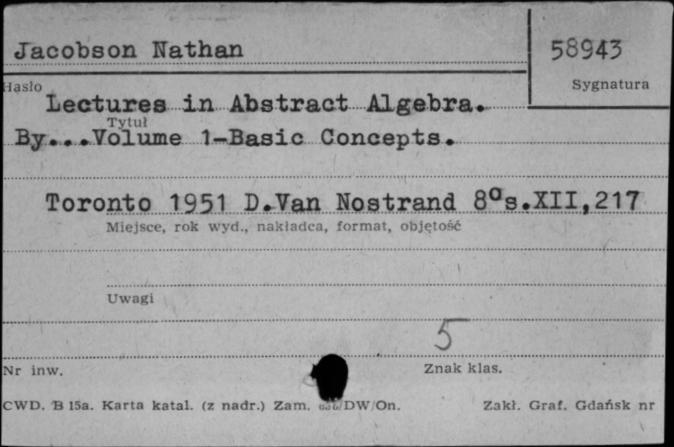 Jacobson Nathan
58943
Hasło
Sygnatura
Lectures in Abstract Algebra.
Tytuł
By...Volume 1-Basic Concepts.
Toronto 1951 D.Van Nostrand 8°s.XII,217
Miejsce, rok wyd., nakładca, format, objętość
Uwagi
5
Nr inw.
Znak klas.
CWD. B 15a. Karta katal. (z nadr.) Zam. DW/On.
Zakł. Graf. Gdańsk nr